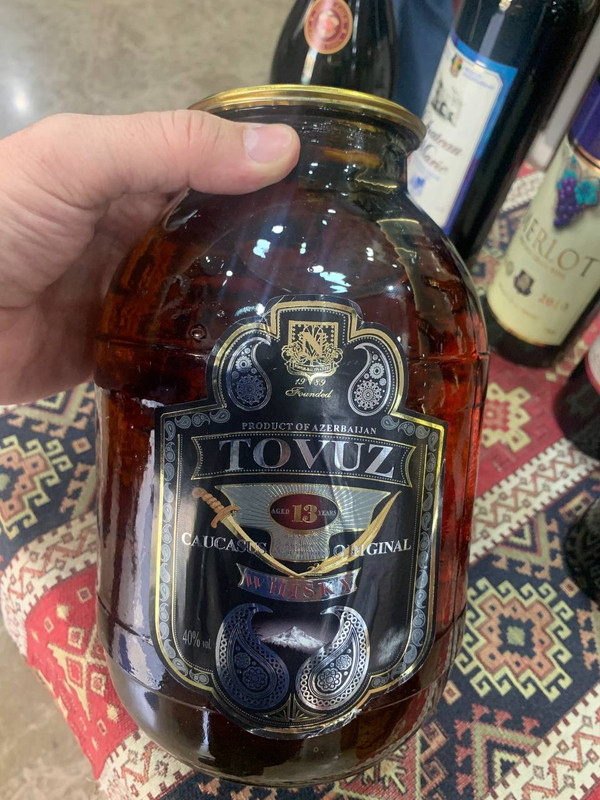 N
1989
Founded
PRODUCT OF AZERBAIJAN
TOVUZ
AGED 13 YEARS
CAUCASUS ORIGINAL
WHISKY
40% vol.
MERLOT